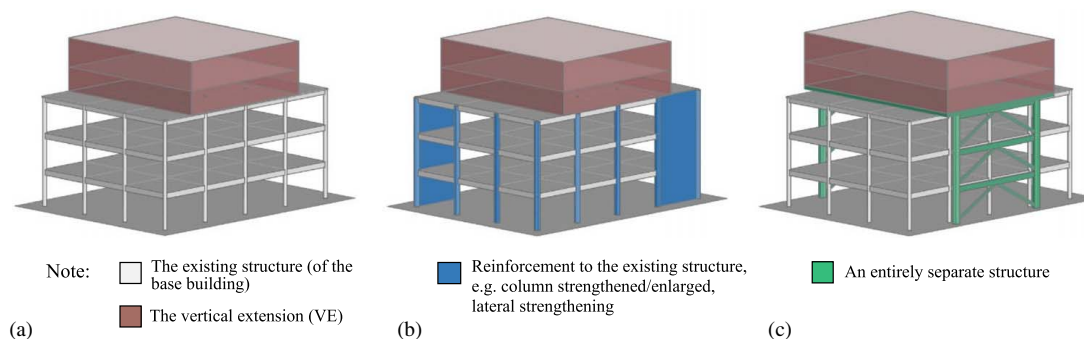 Note:
The existing structure (of the
base building)
The vertical extension (VE)
Reinforcement to the existing structure,
e.g. column strengthened/enlarged,
lateral strengthening
An entirely separate structure
(a)
(b)
(c)